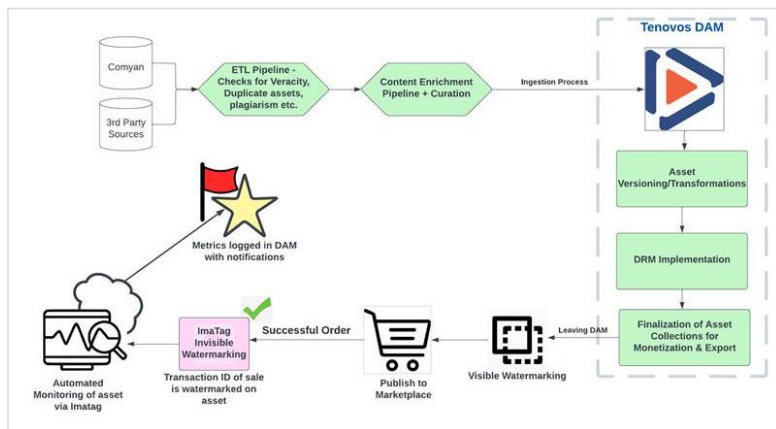 Tenovos DAM
Comyan
3rd Party
Sources
ETL Pipeline -
Checks for Veracity,
Duplicate assets,
plagiarism etc.
Content Enrichment
Pipeline + Curation
Ingestion Process
Asset
Versioning/Transformations
DRM Implementation
Finalization of Asset
Collections for
Monetization & Export
Leaving DAM
Visible Watermarking
Publish to
Marketplace
Successful Order
ImaTag
Invisible
Watermarking
Transaction ID of sale
is watermarked on
asset
Automated
Monitoring of asset
via Imatag
Metrics logged in DAM
with notifications